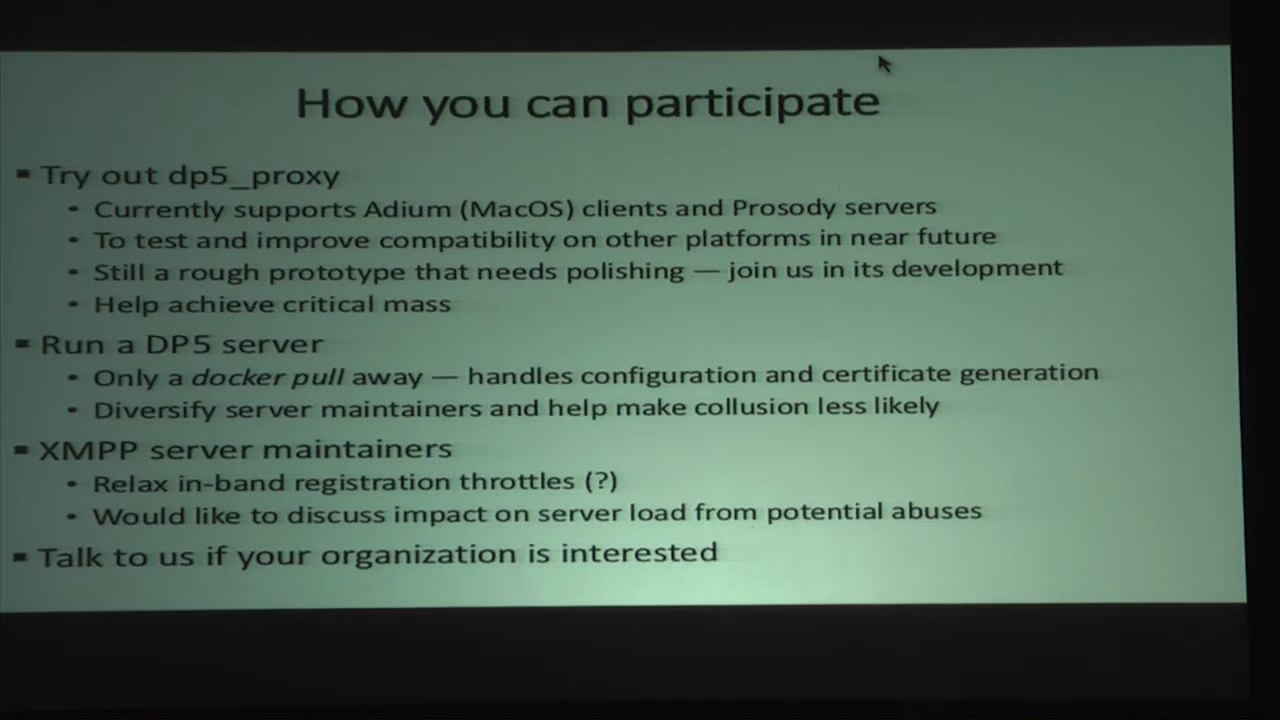 How you can participate
▪ Try out dp5_proxy
• Currently supports Adium (MacOS) clients and Prosody servers
• To test and improve compatibility on other platforms in near future
• Still a rough prototype that needs polishing — join us in its development
• Help achieve critical mass
▪ Run a DP5 server
• Only a docker pull away — handles configuration and certificate generation
• Diversify server maintainers and help make collusion less likely
▪ XMPP server maintainers
• Relax in-band registration throttles (?)
• Would like to discuss impact on server load from potential abuses
▪ Talk to us if your organization is interested